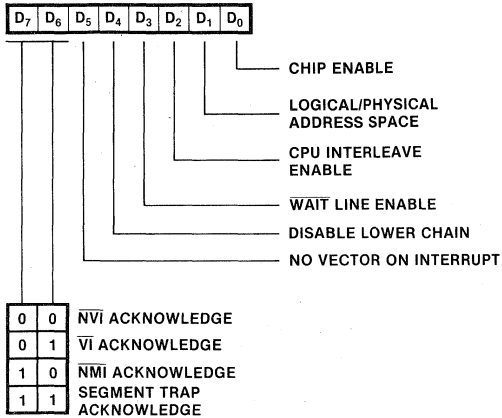 D7 D6 D5 D4 D3 D2 D1 D0
CHIP ENABLE
LOGICAL/PHYSICAL
ADDRESS SPACE
CPU INTERLEAVE
ENABLE
WAIT LINE ENABLE
DISABLE LOWER CHAIN
NO VECTOR ON INTERRUPT
0 0 NVI ACKNOWLEDGE
0 1 VI ACKNOWLEDGE
1 0 NMI ACKNOWLEDGE
1 1 SEGMENT TRAP
ACKNOWLEDGE